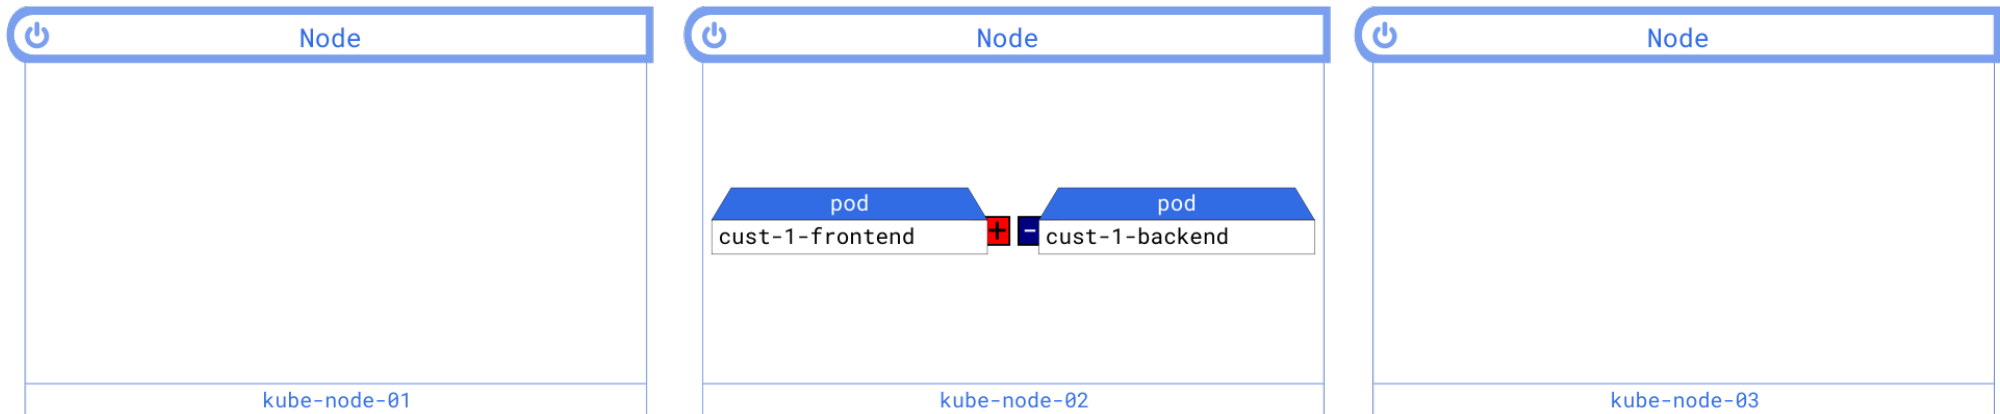 Node
Node
Node
pod
pod
cust-1-frontend
+
-
cust-1-backend
kube-node-01
kube-node-02
kube-node-03